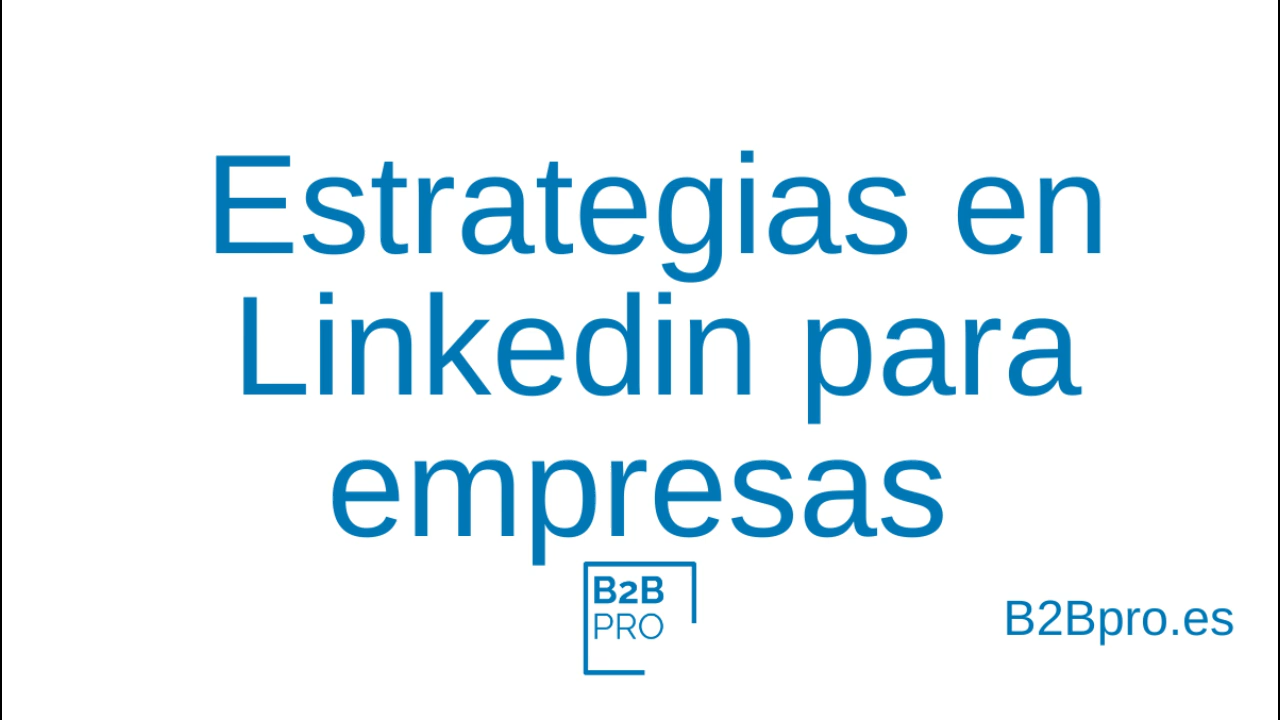 Estrategias en
Linkedin para
empresas
B2B
PRO
B2Bpro.es